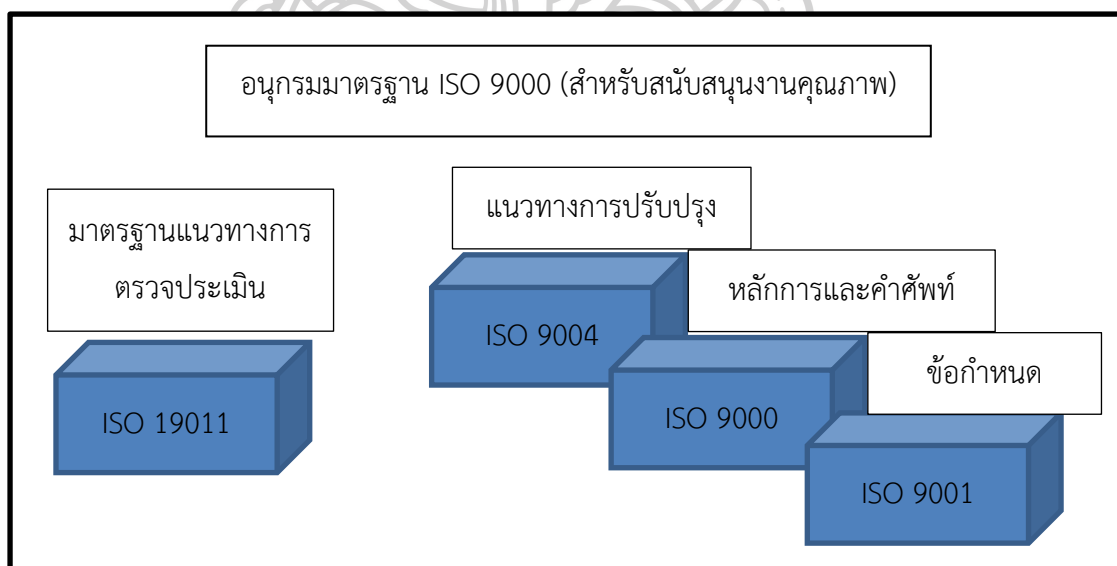 อนุกรมมาตรฐาน ISO 9000 (สำหรับสนับสนุนงานคุณภาพ)
มาตรฐานแนวทางการ
ตรวจประเมิน
ISO 19011
แนวทางการปรับปรุง
ISO 9004
หลักการและคำศัพท์
ISO 9000
ข้อกำหนด
ISO 9001